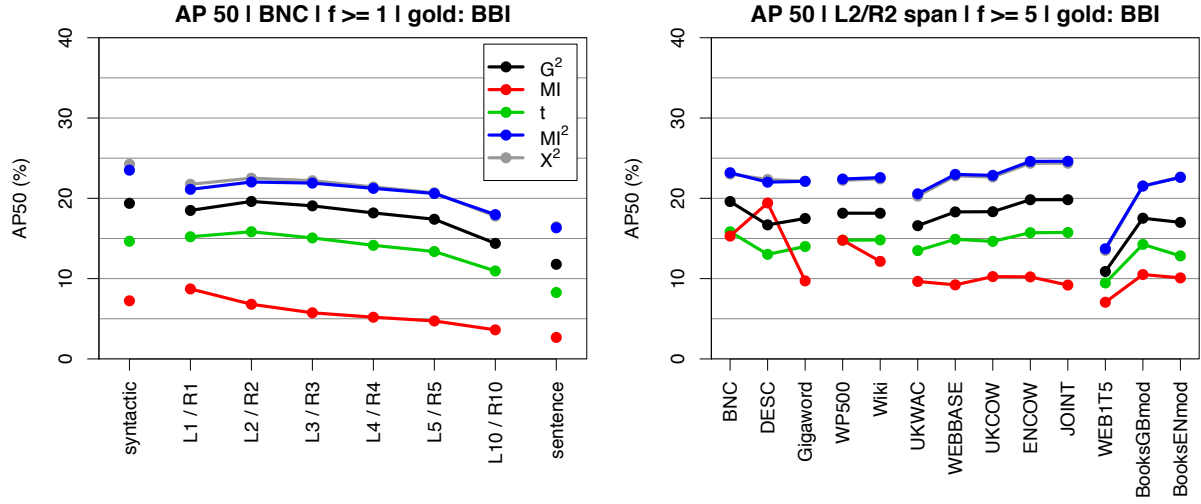 AP 50 | BNC | f >= 1 | gold: BBI
AP50 (%)
0
10
20
30
40
G²
MI
t
MI²
X²
syntactic
L1 / R1
L2 / R2
L3 / R3
L4 / R4
L5 / R5
L10 / R10
sentence
AP 50 | L2/R2 span | f >= 5 | gold: BBI
AP50 (%)
0
10
20
30
40
BNC
DESC
Gigaword
WP500
Wiki
UKWAC
WEBBASE
UKCOW
ENCOW
JOINT
WEB1T5
BooksGBmod
BooksENmod